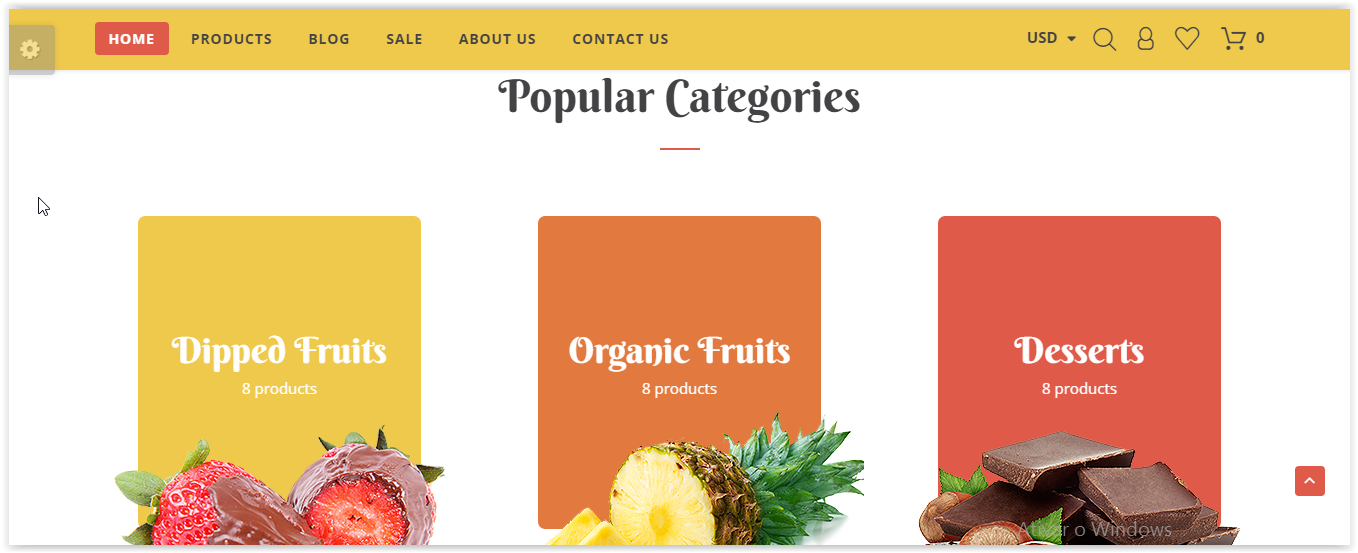 HOME PRODUCTS BLOG SALE ABOUT US CONTACT US USD 0
Popular Categories
Dipped Fruits Organic Fruits Desserts
8 products 8 products 8 products
Ativar o Windows